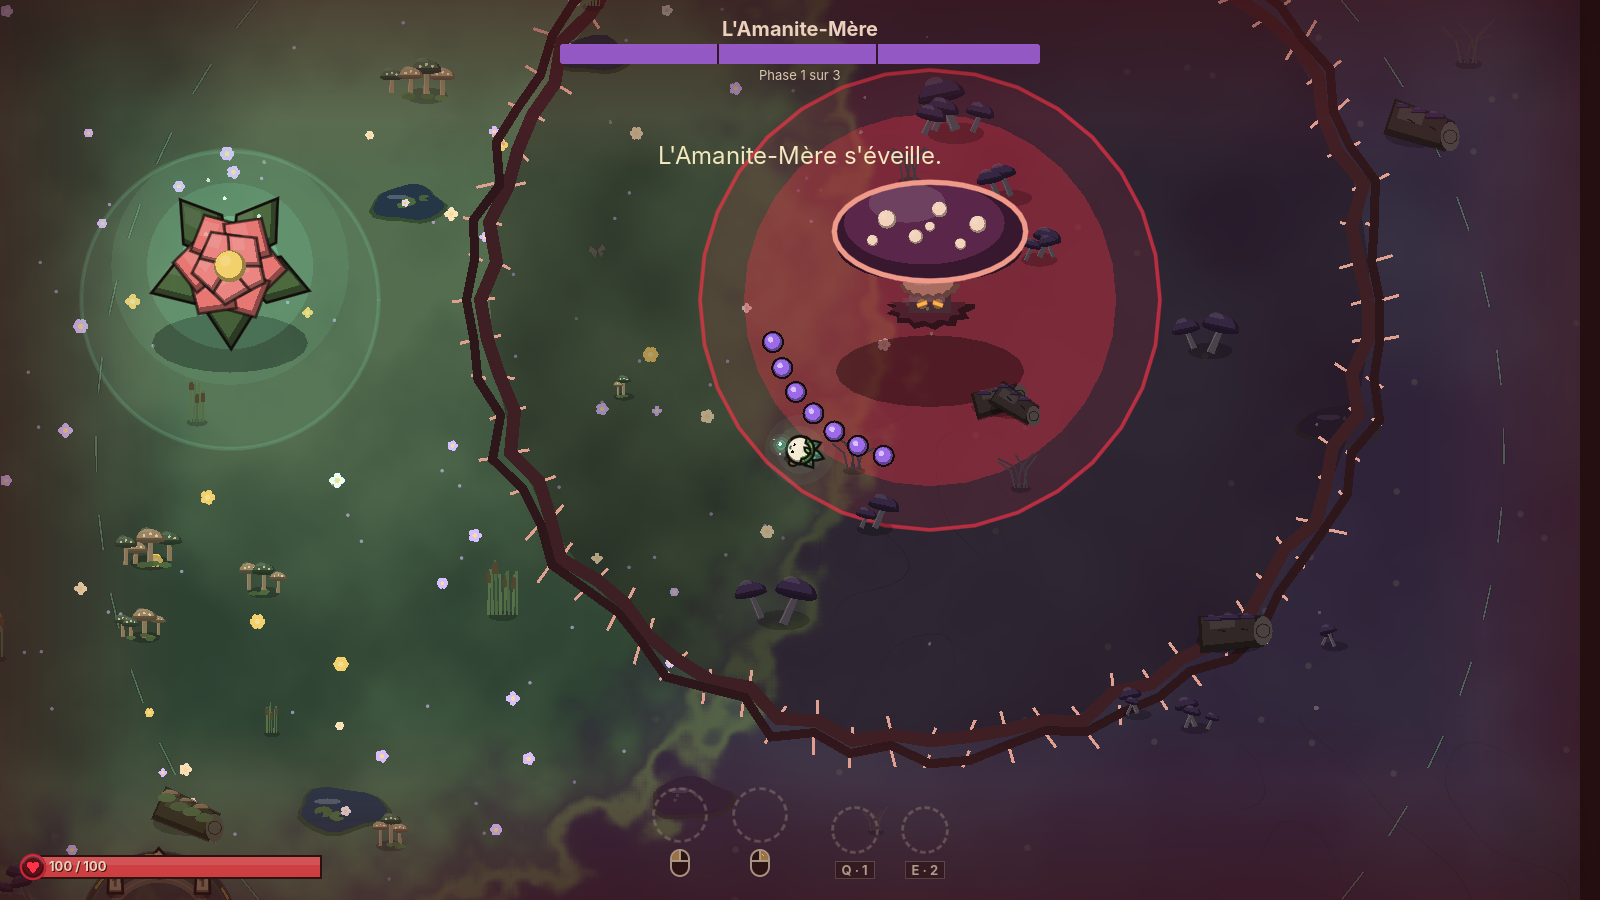 L'Amanite-Mère
Phase 1 sur 3
L'Amanite-Mère s'éveille.
100 / 100
Q · 1
E · 2